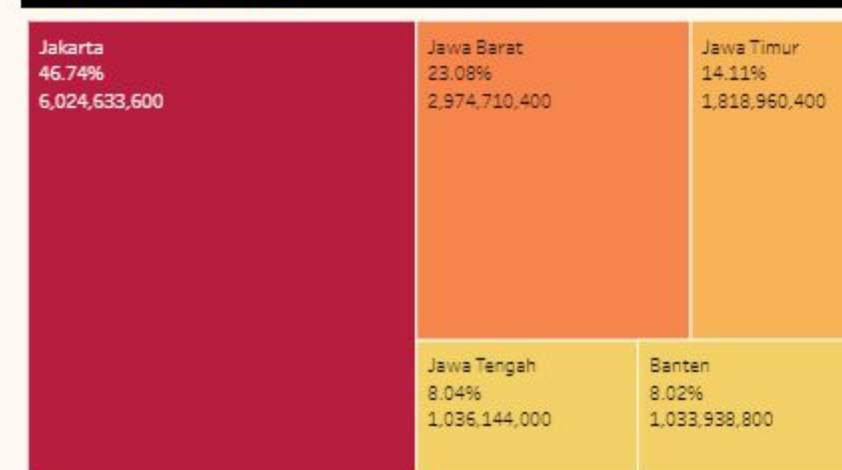 Jakarta
46.74%
6,024,633,600
Jawa Barat
23.08%
2,974,710,400
Jawa Timur
14.11%
1,818,960,400
Jawa Tengah
8.04%
1,036,144,000
Banten
8.02%
1,033,938,800